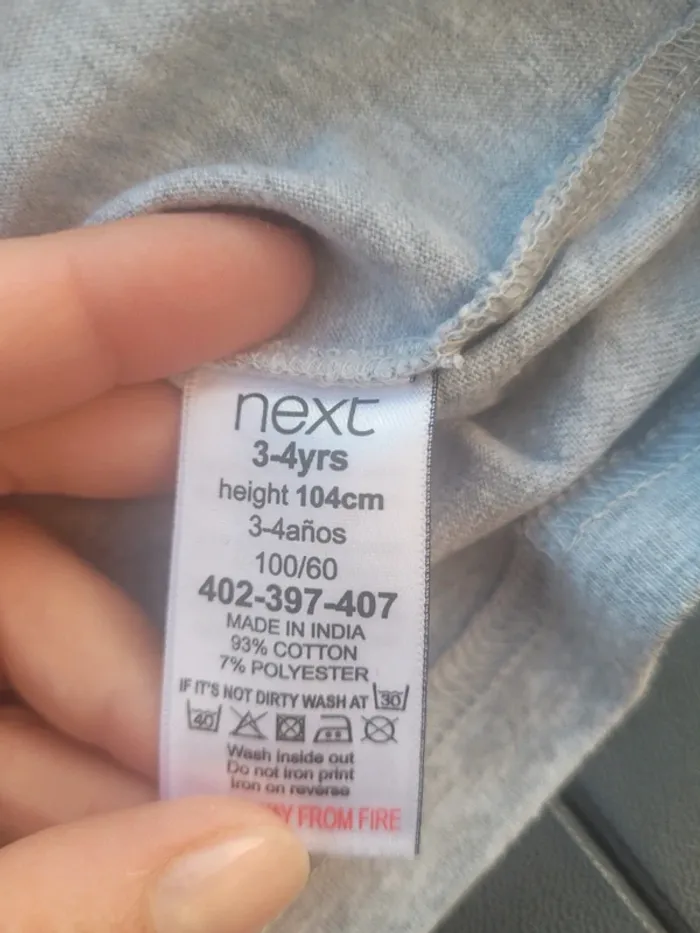 next
3-4yrs
height 104cm
3-4años
100/60
402-397-407
MADE IN INDIA
93% COTTON
7% POLYESTER
IF IT'S NOT DIRTY WASH AT 30
40
Wash inside out
Do not iron print
Iron on reverse
FROM FIRE